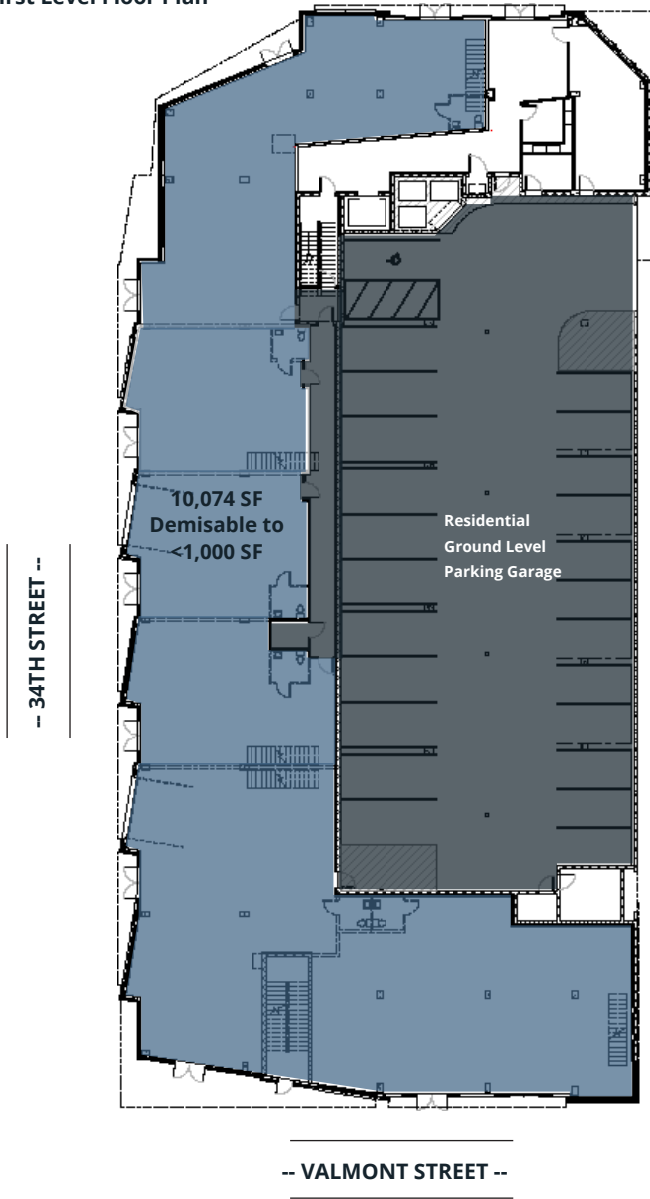 irst Level Floor Plan
10,074 SF
Demisable to
<1,000 SF
Residential
Ground Level
Parking Garage
-- 34TH STREET --
-- VALMONT STREET --